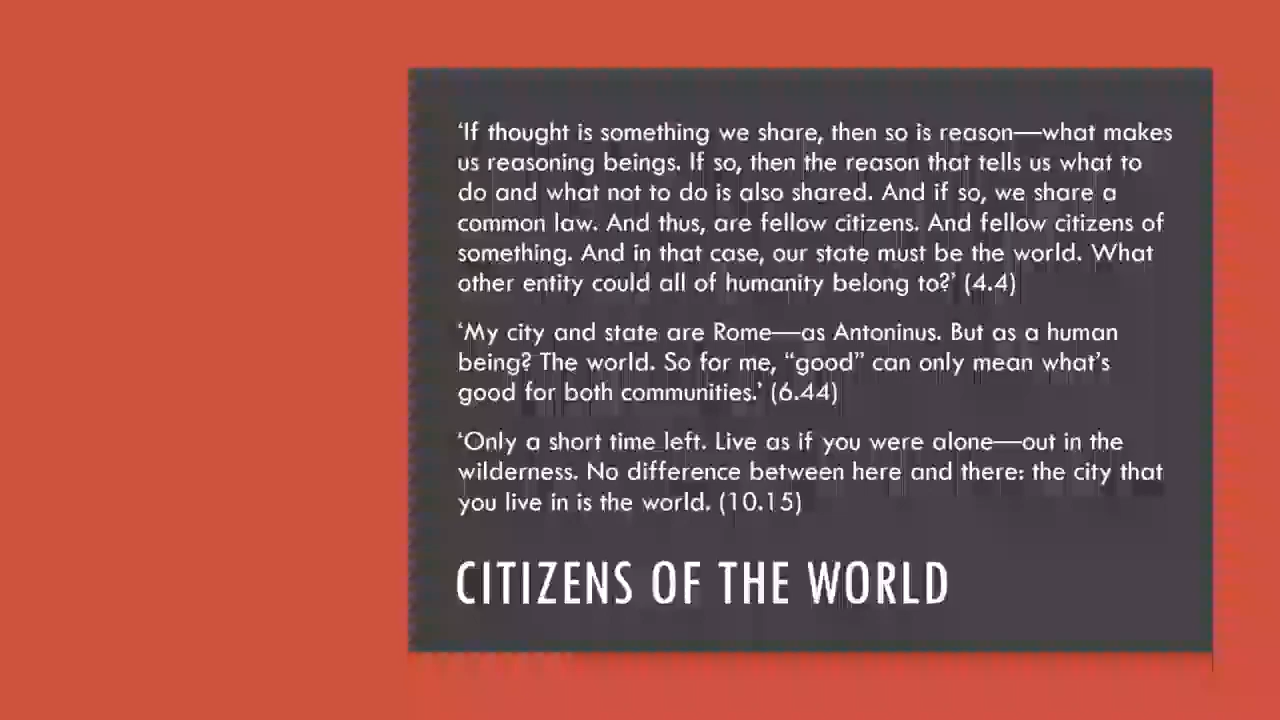 ‘If thought is something we share, then so is reason—what makes
us reasoning beings. If so, then the reason that tells us what to
do and what not to do is also shared. And if so, we share a
common law. And thus, are fellow citizens. And fellow citizens of
something. And in that case, our state must be the world. What
other entity could all of humanity belong to?’ (4.4)
‘My city and state are Rome—as Antoninus. But as a human
being? The world. So for me, “good” can only mean what’s
good for both communities.’ (6.44)
‘Only a short time left. Live as if you were alone—out in the
wilderness. No difference between here and there: the city that
you live in is the world. (10.15)
CITIZENS OF THE WORLD